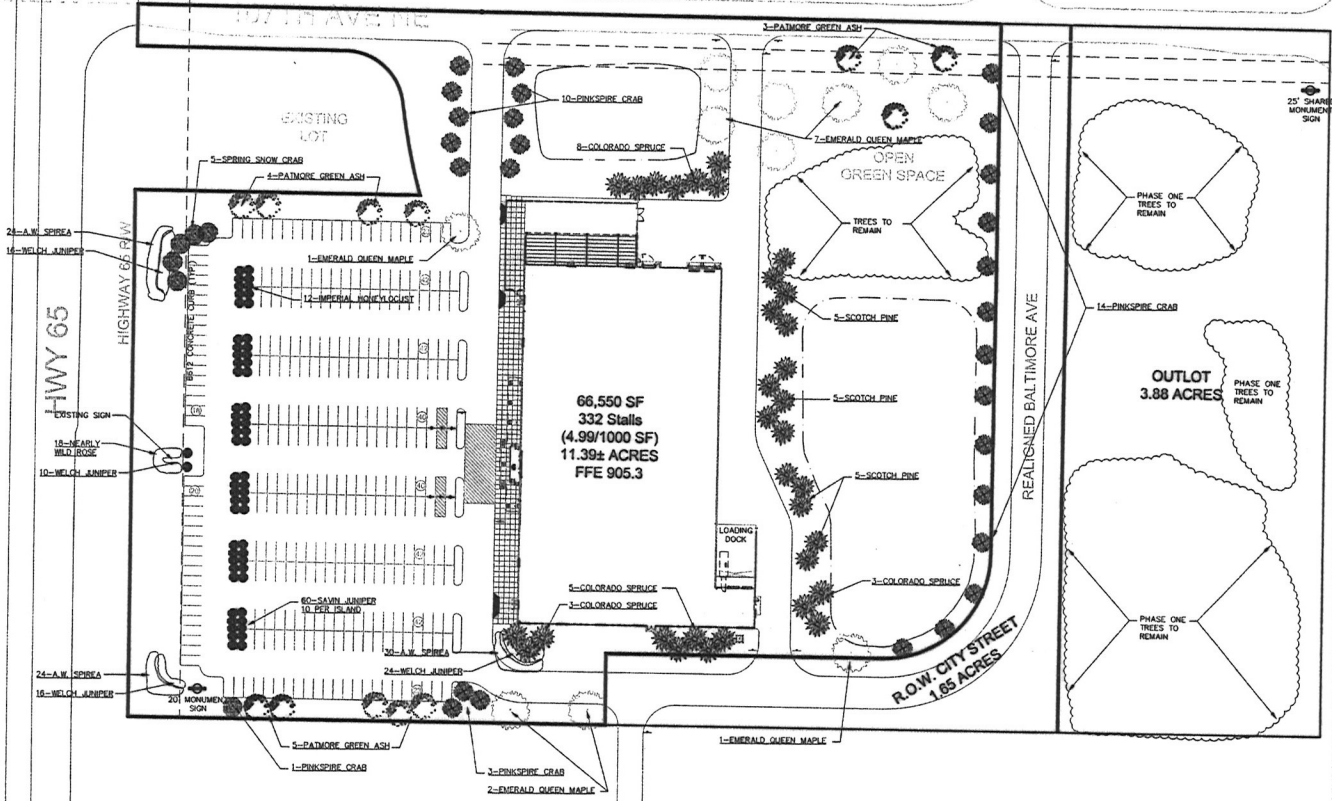 107TH AVE NE
3-PATMORE GREEN ASH
25' SHARED
MONUMENT
SIGN
10-PINKSPIRE CRAB
EXISTING
LOT
7-EMERALD QUEEN MAPLE
8-COLORADO SPRUCE
OPEN
GREEN SPACE
5-SPRING SNOW CRAB
4-PATMORE GREEN ASH
PHASE ONE
TREES TO
REMAIN
TREES TO
REMAIN
24-A.W. SPIREA
16-WELCH JUNIPER
HIGHWAY 65 R/W
1-EMERALD QUEEN MAPLE
12-IMPERIAL HONEYLOCUST
B612 CONCRETE CURB (TYP)
5-SCOTCH PINE
14-PINKSPIRE CRAB
REALIGNED BALTIMORE AVE
HWY 65
OUTLOT
3.88 ACRES
PHASE ONE
TREES TO
REMAIN
66,550 SF
332 Stalls
(4.99/1000 SF)
11.39± ACRES
FFE 905.3
5-SCOTCH PINE
EXISTING SIGN
18-NEARLY
WILD ROSE
10-WELCH JUNIPER
5-SCOTCH PINE
LOADING
DOCK
3-COLORADO SPRUCE
5-COLORADO SPRUCE
3-COLORADO SPRUCE
60-SAVIN JUNIPER
10 PER ISLAND
PHASE ONE
TREES TO
REMAIN
30-A.W. SPIREA
24-WELCH JUNIPER
R.O.W. CITY STREET
1.65 ACRES
24-A.W. SPIREA
16-WELCH JUNIPER
20' MONUMENT
SIGN
1-EMERALD QUEEN MAPLE
5-PATMORE GREEN ASH
1-PINKSPIRE CRAB
3-PINKSPIRE CRAB
2-EMERALD QUEEN MAPLE